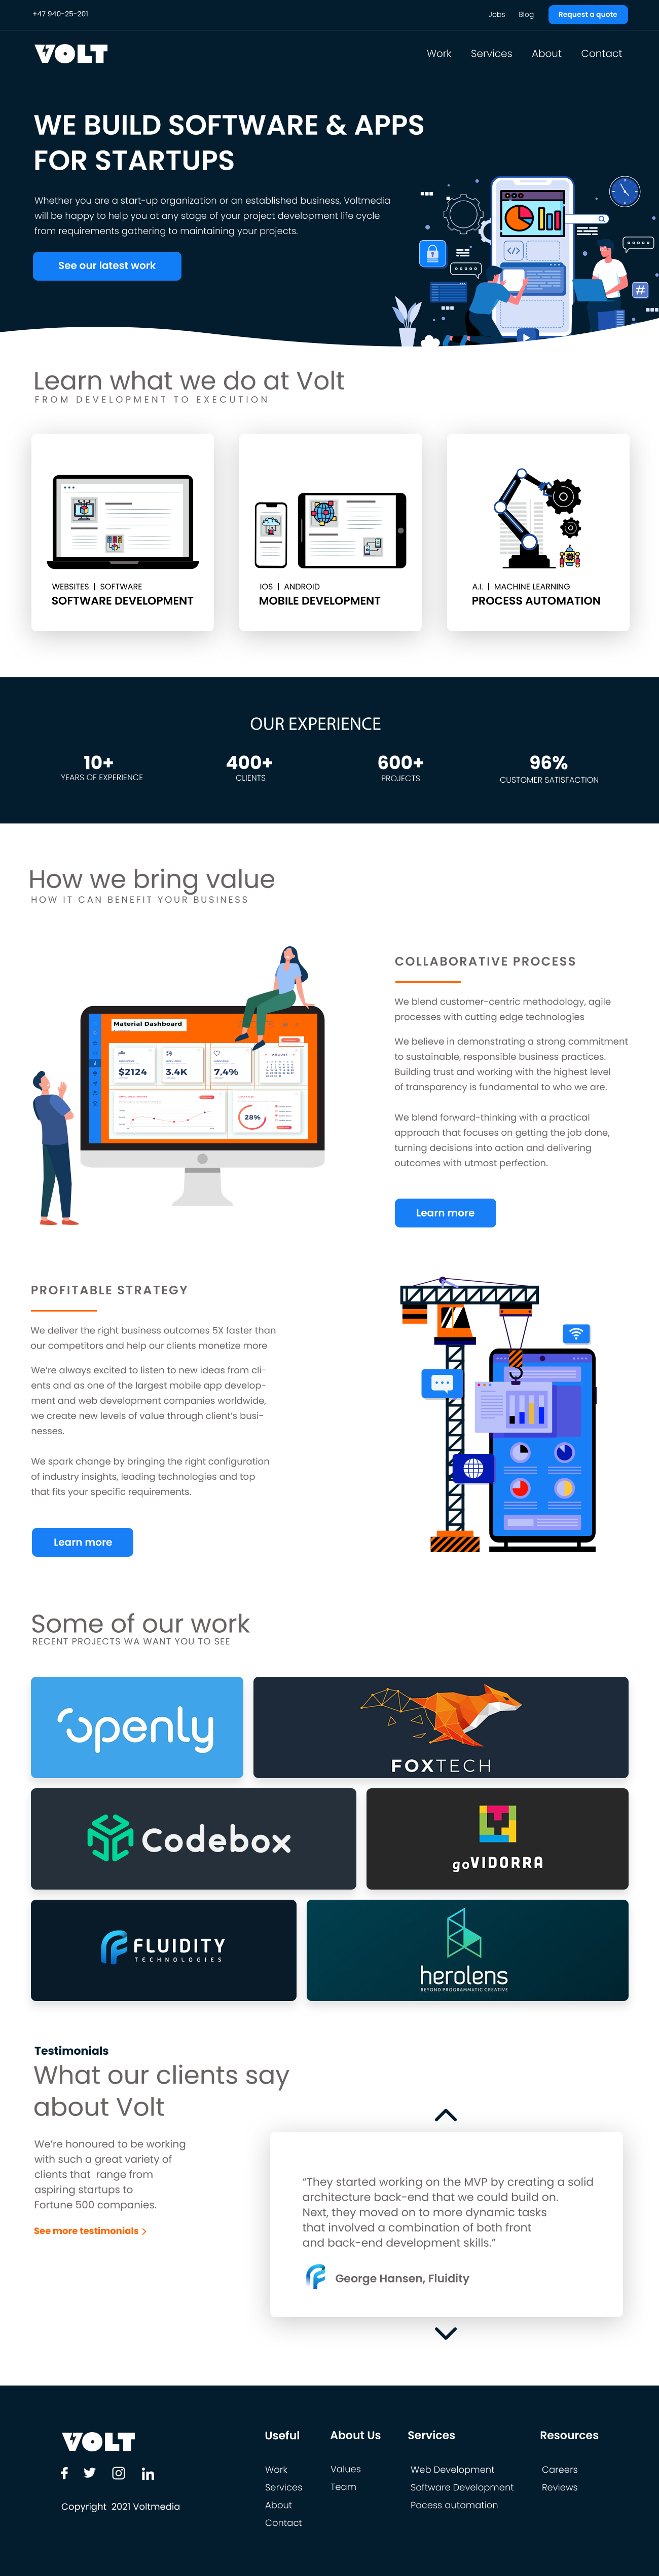 +47 940-25-201
Jobs Blog Request a quote
VOLT
Work Services About Contact
WE BUILD SOFTWARE & APPS
FOR STARTUPS
Whether you are a start-up organization or an established business, Voltmedia
will be happy to help you at any stage of your project development life cycle
from requirements gathering to maintaining your projects.
See our latest work
Learn what we do at Volt
FROM DEVELOPMENT TO EXECUTION
WEBSITES | SOFTWARE
SOFTWARE DEVELOPMENT
IOS | ANDROID
MOBILE DEVELOPMENT
A.I. | MACHINE LEARNING
PROCESS AUTOMATION
OUR EXPERIENCE
10+
YEARS OF EXPERIENCE
400+
CLIENTS
600+
PROJECTS
96%
CUSTOMER SATISFACTION
How we bring value
HOW IT CAN BENEFIT YOUR BUSINESS
Material Dashboard
$2124
3.4K
7,4%
AUGUST
28%
COLLABORATIVE PROCESS
We blend customer-centric methodology, agile
processes with cutting edge technologies
We believe in demonstrating a strong commitment
to sustainable, responsible business practices.
Building trust and working with the highest level
of transparency is fundamental to who we are.
We blend forward-thinking with a practical
approach that focuses on getting the job done,
turning decisions into action and delivering
outcomes with utmost perfection.
Learn more
PROFITABLE STRATEGY
We deliver the right business outcomes 5X faster than
our competitors and help our clients monetize more
We're always excited to listen to new ideas from cli-
ents and as one of the largest mobile app develop-
ment and web development companies worldwide,
we create new levels of value through client's busi-
nesses.
We spark change by bringing the right configuration
of industry insights, leading technologies and top
that fits your specific requirements.
Learn more
Some of our work
RECENT PROJECTS WA WANT YOU TO SEE
openly
FOXTECH
Codebox
goVIDORRA
FLUIDITY
TECHNOLOGIES
herolens
BEYOND PROGRAMMATIC CREATIVE
Testimonials
What our clients say
about Volt
We're honoured to be working
with such a great variety of
clients that range from
aspiring startups to
Fortune 500 companies.
See more testimonials >
“They started working on the MVP by creating a solid
architecture back-end that we could build on.
Next, they moved on to more dynamic tasks
that involved a combination of both front
and back-end development skills.”
George Hansen, Fluidity
VOLT
Copyright 2021 Voltmedia
Useful
Work
Services
About
Contact
About Us
Values
Team
Services
Web Development
Software Development
Pocess automation
Resources
Careers
Reviews